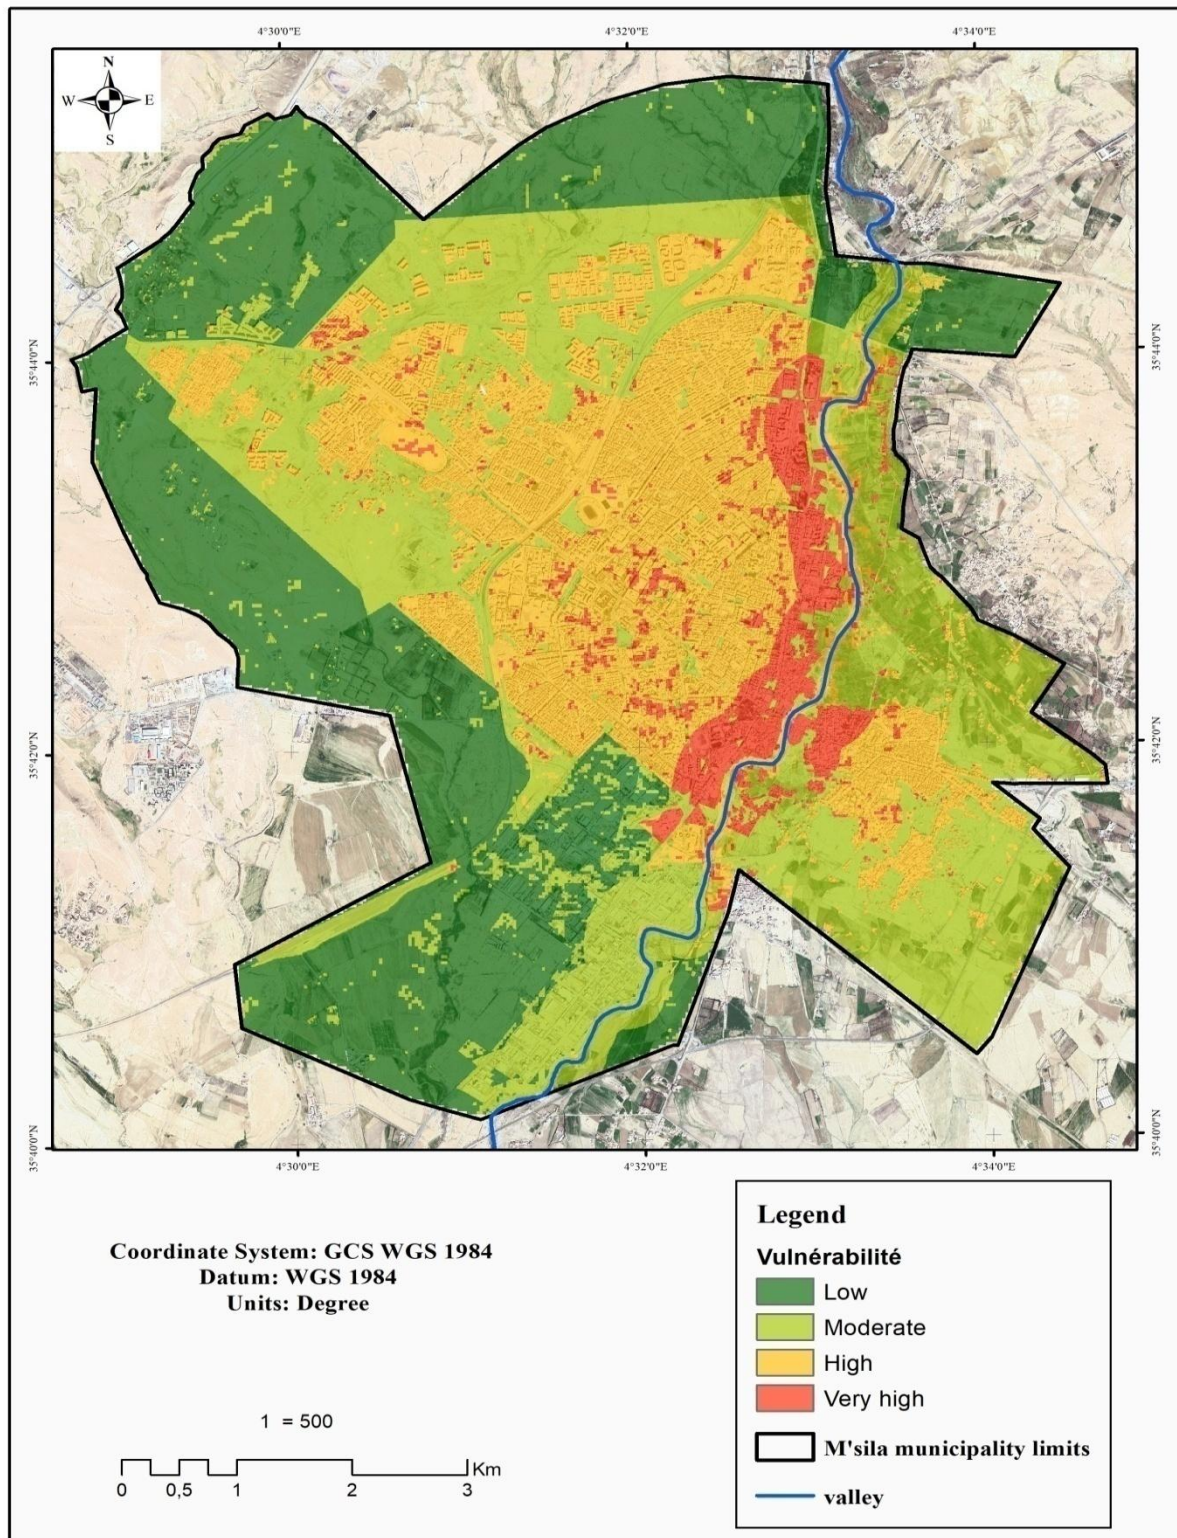 4°30'0"E 4°32'0"E 4°34'0"E
N
W E
S
35°44'0"N 35°44'0"N
35°42'0"N 35°42'0"N
35°40'0"N 35°40'0"N
4°30'0"E 4°32'0"E 4°34'0"E
Coordinate System: GCS WGS 1984
Datum: WGS 1984
Units: Degree
1 = 500
Km
0 0,5 1 2 3
Legend
Vulnérabilité
Low
Moderate
High
Very high
M'sila municipality limits
valley